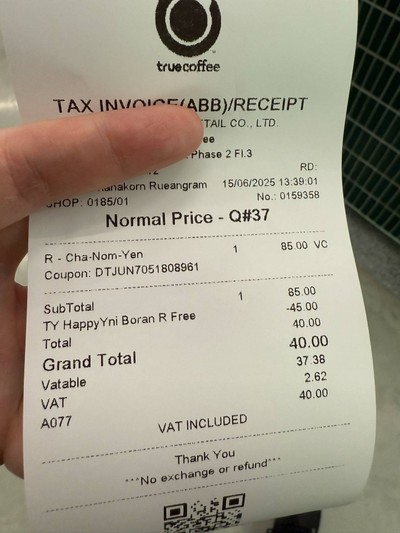 truecoffee
TAX INVOICE(ABB)/RECEIPT
ETAIL CO., LTD.
Phase 2 Fl.3
RD:
Rueangram 15/06/2025 13:39:01
SHOP: 0185/01 No.: 0159358
Normal Price - Q#37
R - Cha-Nom-Yen 1 85.00 VC
Coupon: DTJUN7051808961
SubTotal 1 85.00
TY HappyYni Boran R Free -45.00
Total 40.00
Grand Total 40.00
Vatable 37.38
VAT 2.62
A077 40.00
VAT INCLUDED
Thank You
***No exchange or refund***